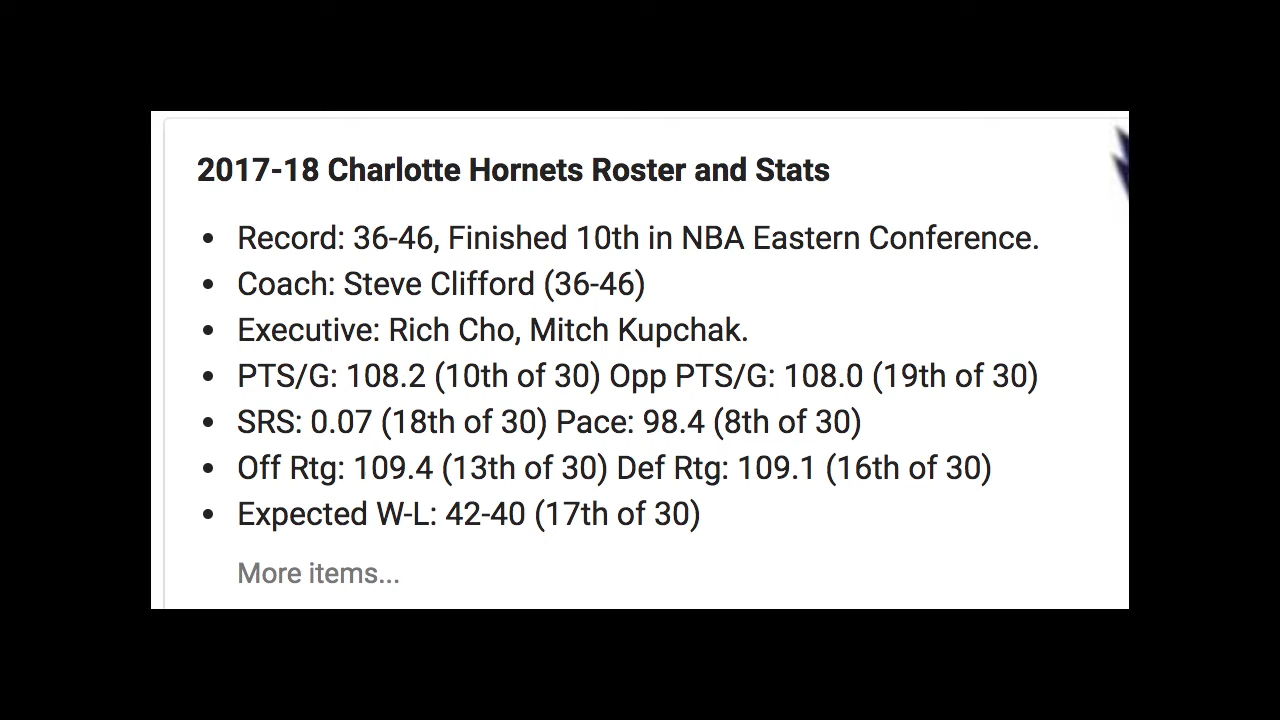 2017-18 Charlotte Hornets Roster and Stats
• Record: 36-46, Finished 10th in NBA Eastern Conference.
• Coach: Steve Clifford (36-46)
• Executive: Rich Cho, Mitch Kupchak.
• PTS/G: 108.2 (10th of 30) Opp PTS/G: 108.0 (19th of 30)
• SRS: 0.07 (18th of 30) Pace: 98.4 (8th of 30)
• Off Rtg: 109.4 (13th of 30) Def Rtg: 109.1 (16th of 30)
• Expected W-L: 42-40 (17th of 30)
More items...